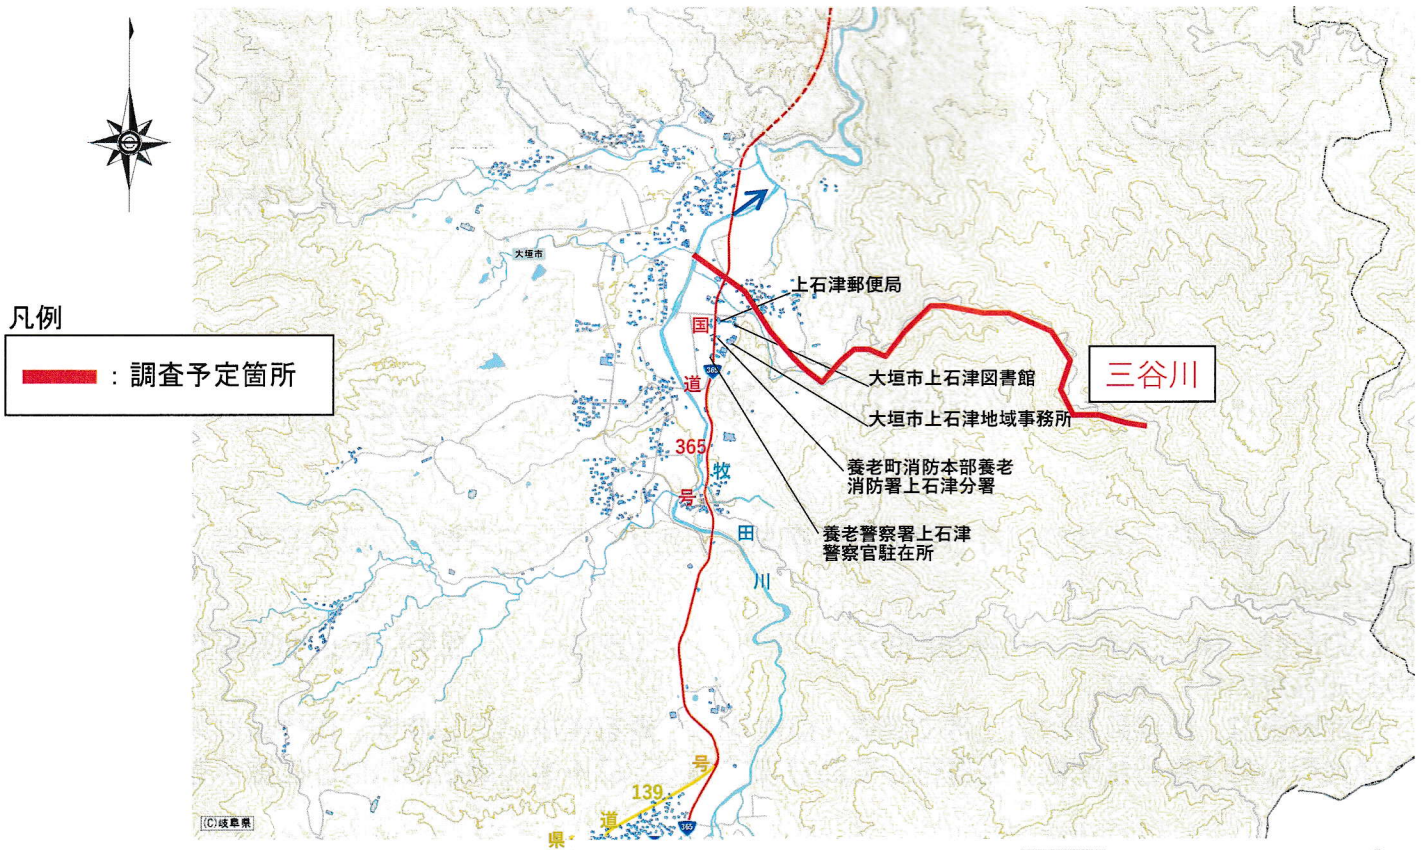 大垣市
上石津郵便局
凡例
：調査予定箇所
国
道
365
号
365
三谷川
大垣市上石津図書館
大垣市上石津地域事務所
養老町消防本部養老
消防署上石津分署
牧
田
川
養老警察署上石津
警察官駐在所
号
139
道
県
365
(C)岐阜県